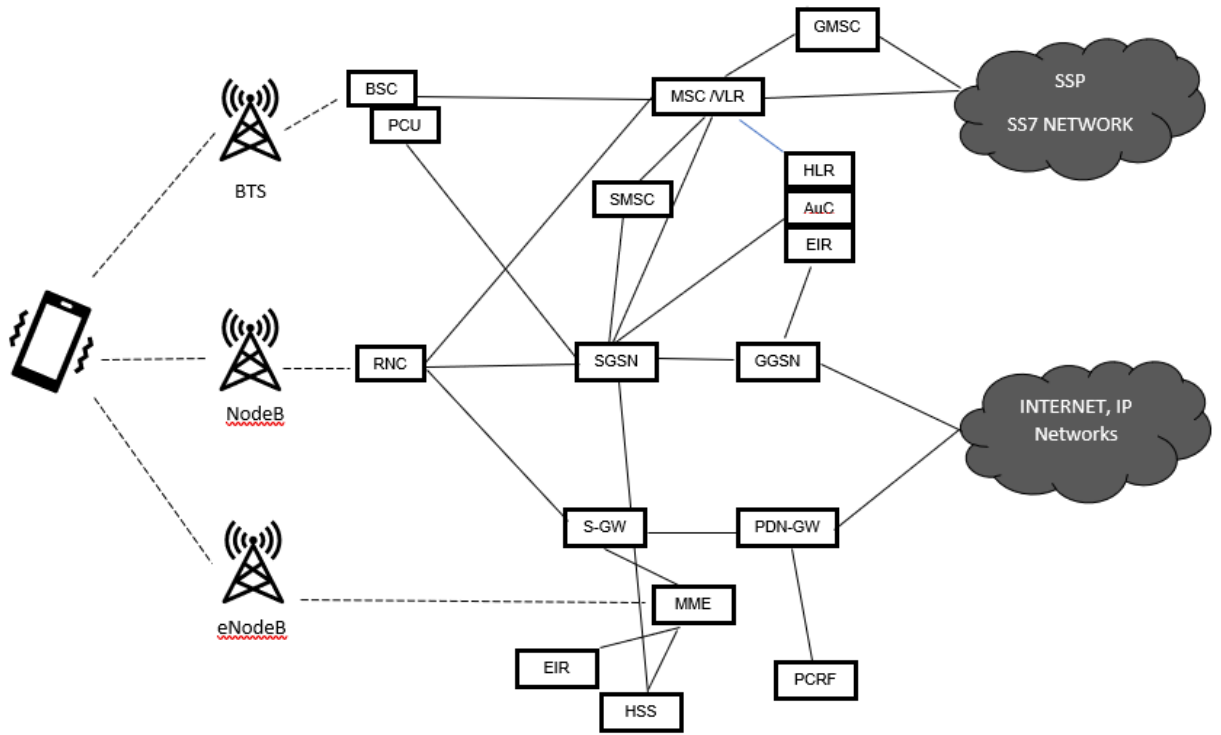 GMSC
SSP
SS7 NETWORK
BSC
MSC /VLR
PCU
BTS
HLR
SMSC
AuC
EIR
RNC
SGSN
GGSN
NodeB
INTERNET, IP
Networks
S-GW
PDN-GW
MME
eNodeB
EIR
PCRF
HSS